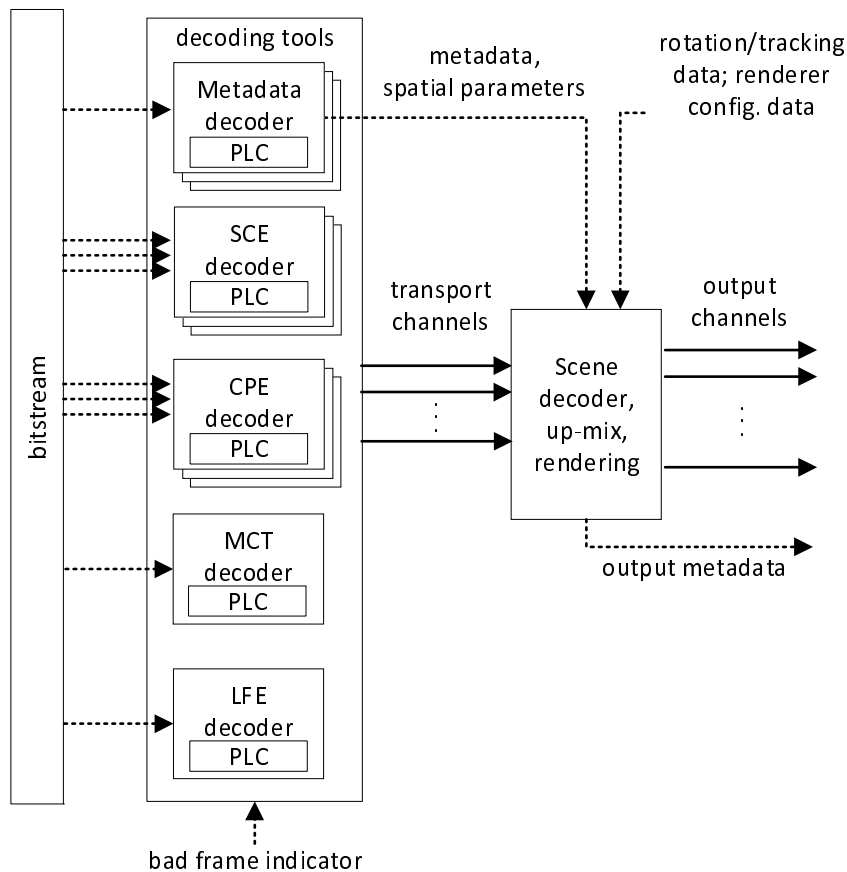 decoding tools
Metadata
decoder
PLC
SCE
decoder
PLC
CPE
decoder
PLC
MCT
decoder
PLC
LFE
decoder
PLC
bitstream
bad frame indicator
metadata,
spatial parameters
rotation/tracking
data; renderer
config. data
transport
channels
Scene
decoder,
up-mix,
rendering
output
channels
output metadata